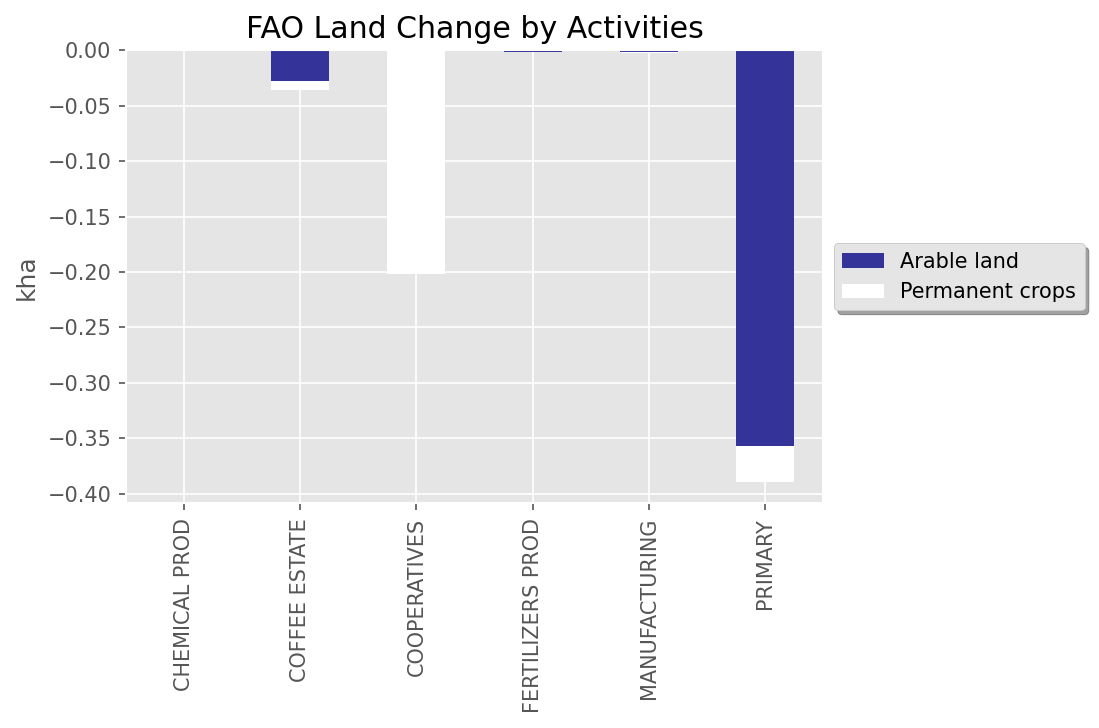 FAO Land Change by Activities
0.00
−0.05
−0.10
−0.15
−0.20
−0.25
−0.30
−0.35
−0.40
kha
CHEMICAL PROD
COFFEE ESTATE
COOPERATIVES
FERTILIZERS PROD
MANUFACTURING
PRIMARY
Arable land
Permanent crops